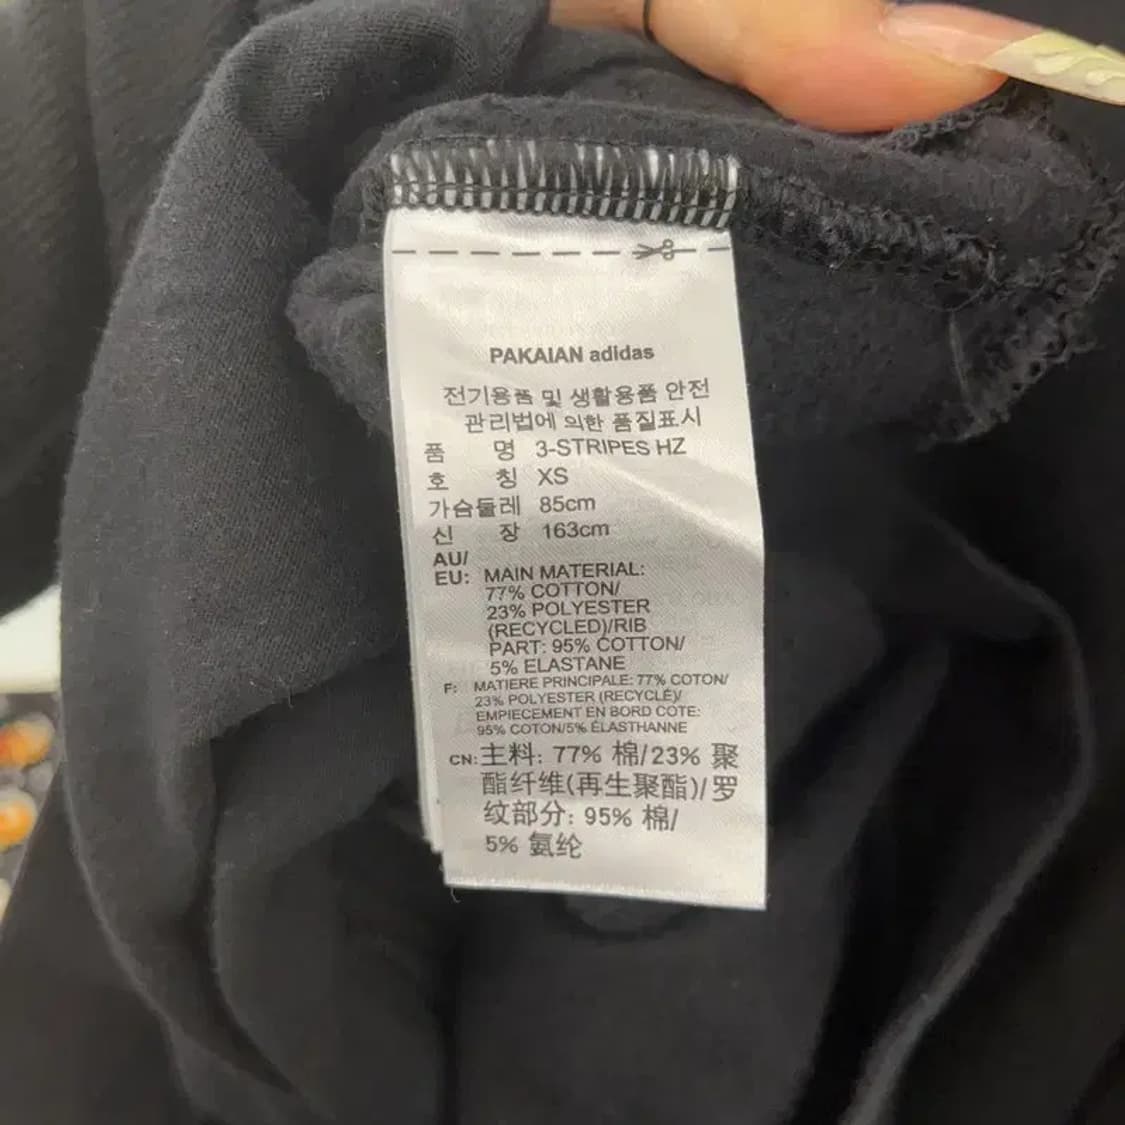 PAKAIAN adidas
전기용품 및 생활용품 안전
관리법에 의한 품질표시
품 명 3-STRIPES HZ
호 칭 XS
가슴둘레 85cm
신 장 163cm
AU/
EU: MAIN MATERIAL:
77% COTTON/
23% POLYESTER
(RECYCLED)/RIB
PART: 95% COTTON/
5% ELASTANE
F: MATIERE PRINCIPALE: 77% COTON/
23% POLYESTER (RECYCLÉ)/
EMPIECEMENT EN BORD COTE:
95% COTON/5% ÉLASTHANNE
CN: 主料: 77% 棉/23% 聚
酯纤维(再生聚酯)/罗
纹部分: 95% 棉/
5% 氨纶